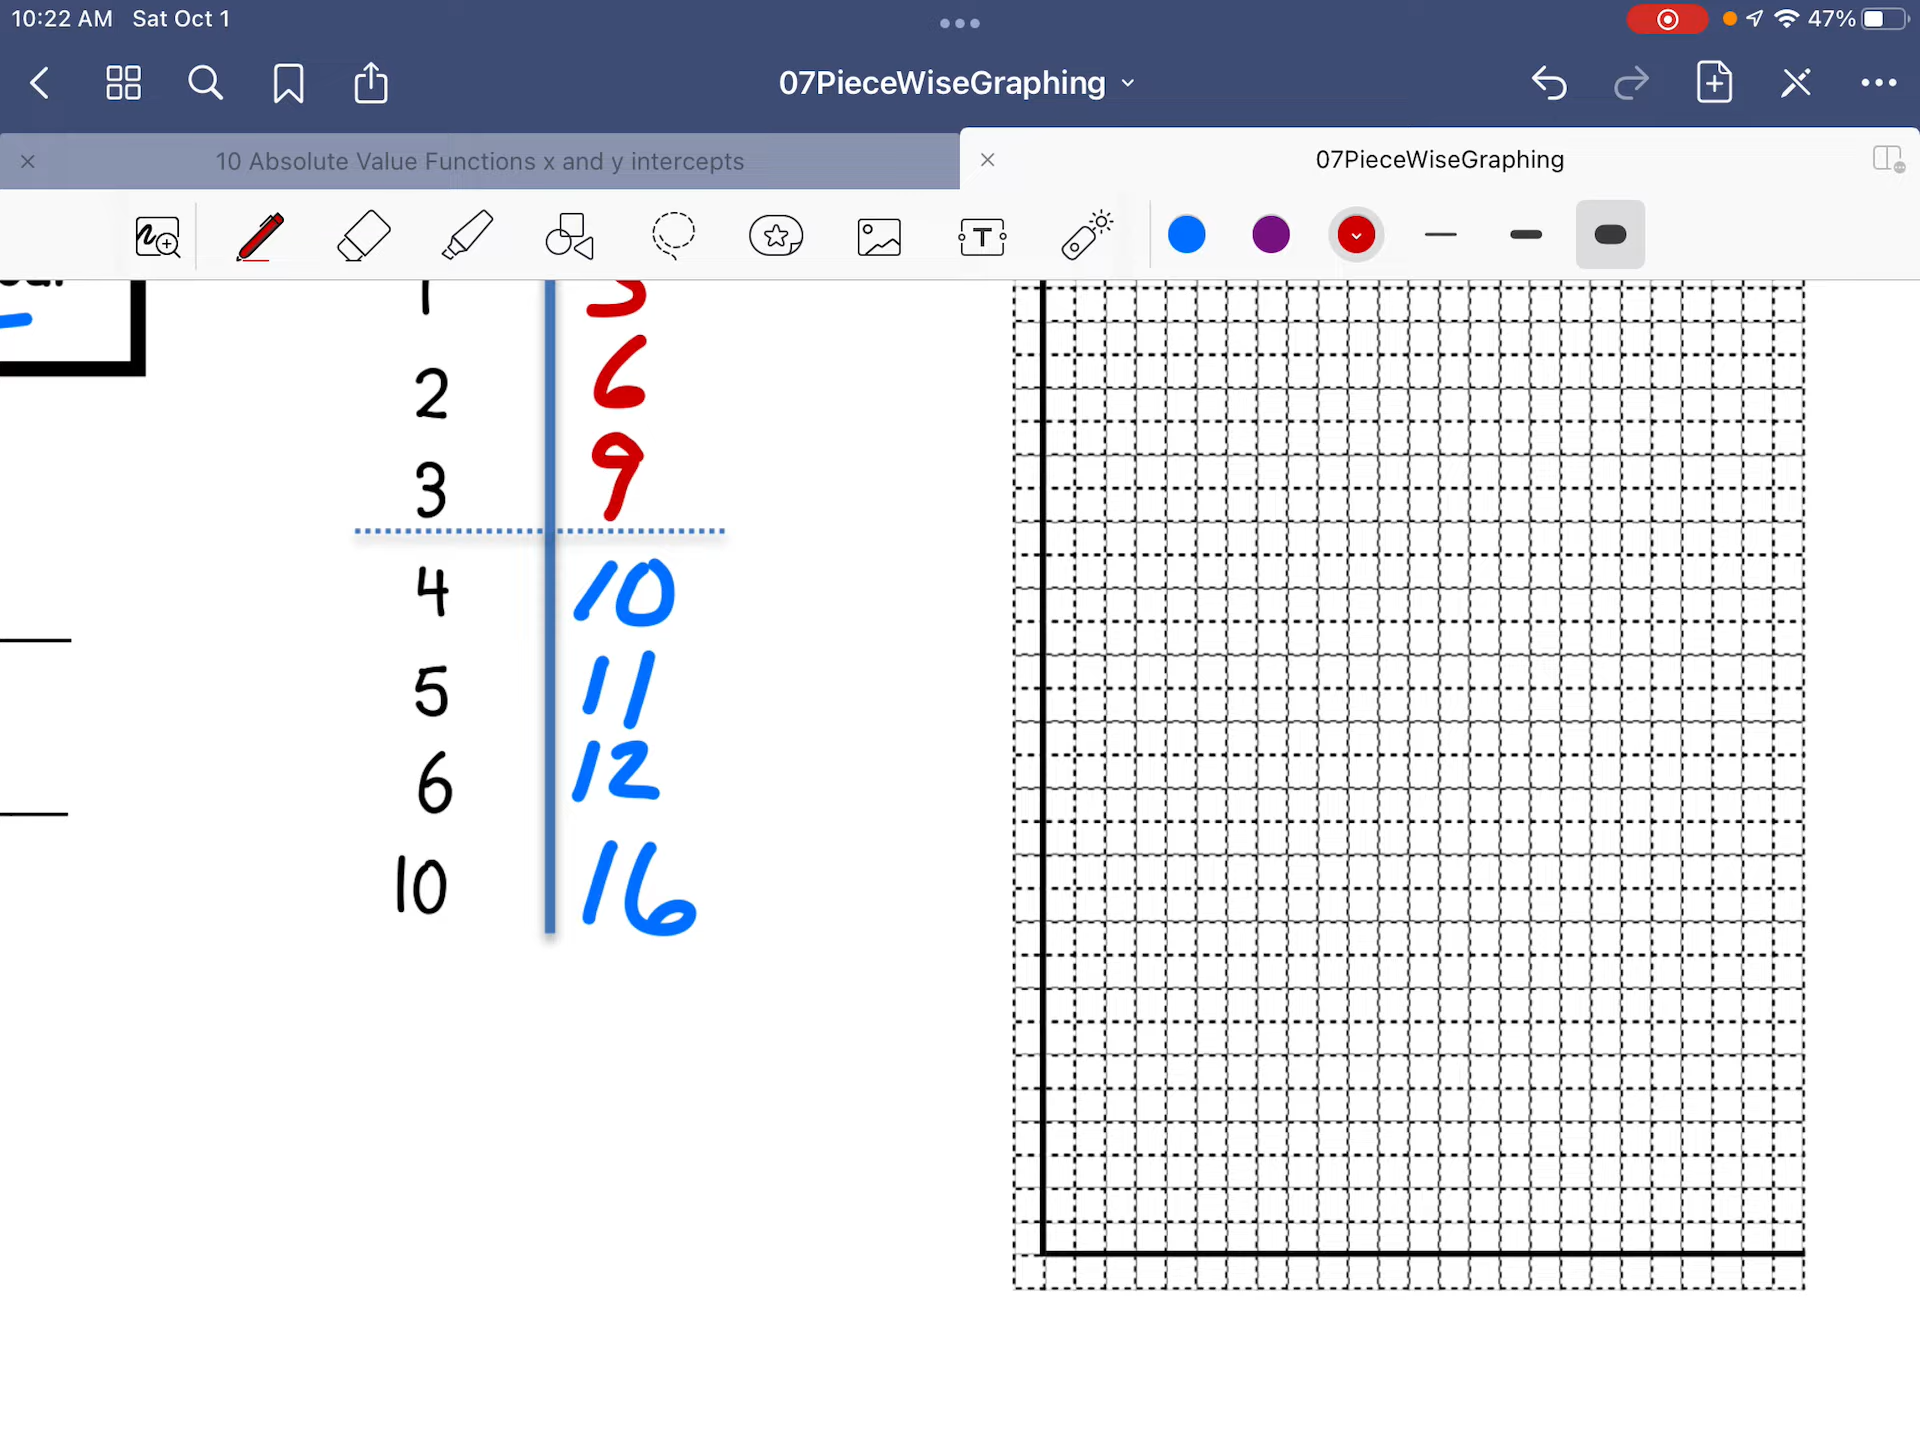 10:22 AM Sat Oct 1
47%
07PieceWiseGraphing
10 Absolute Value Functions x and y intercepts
07PieceWiseGraphing
T
1 3
2 6
3 9
4 10
5 11
6 12
10 16